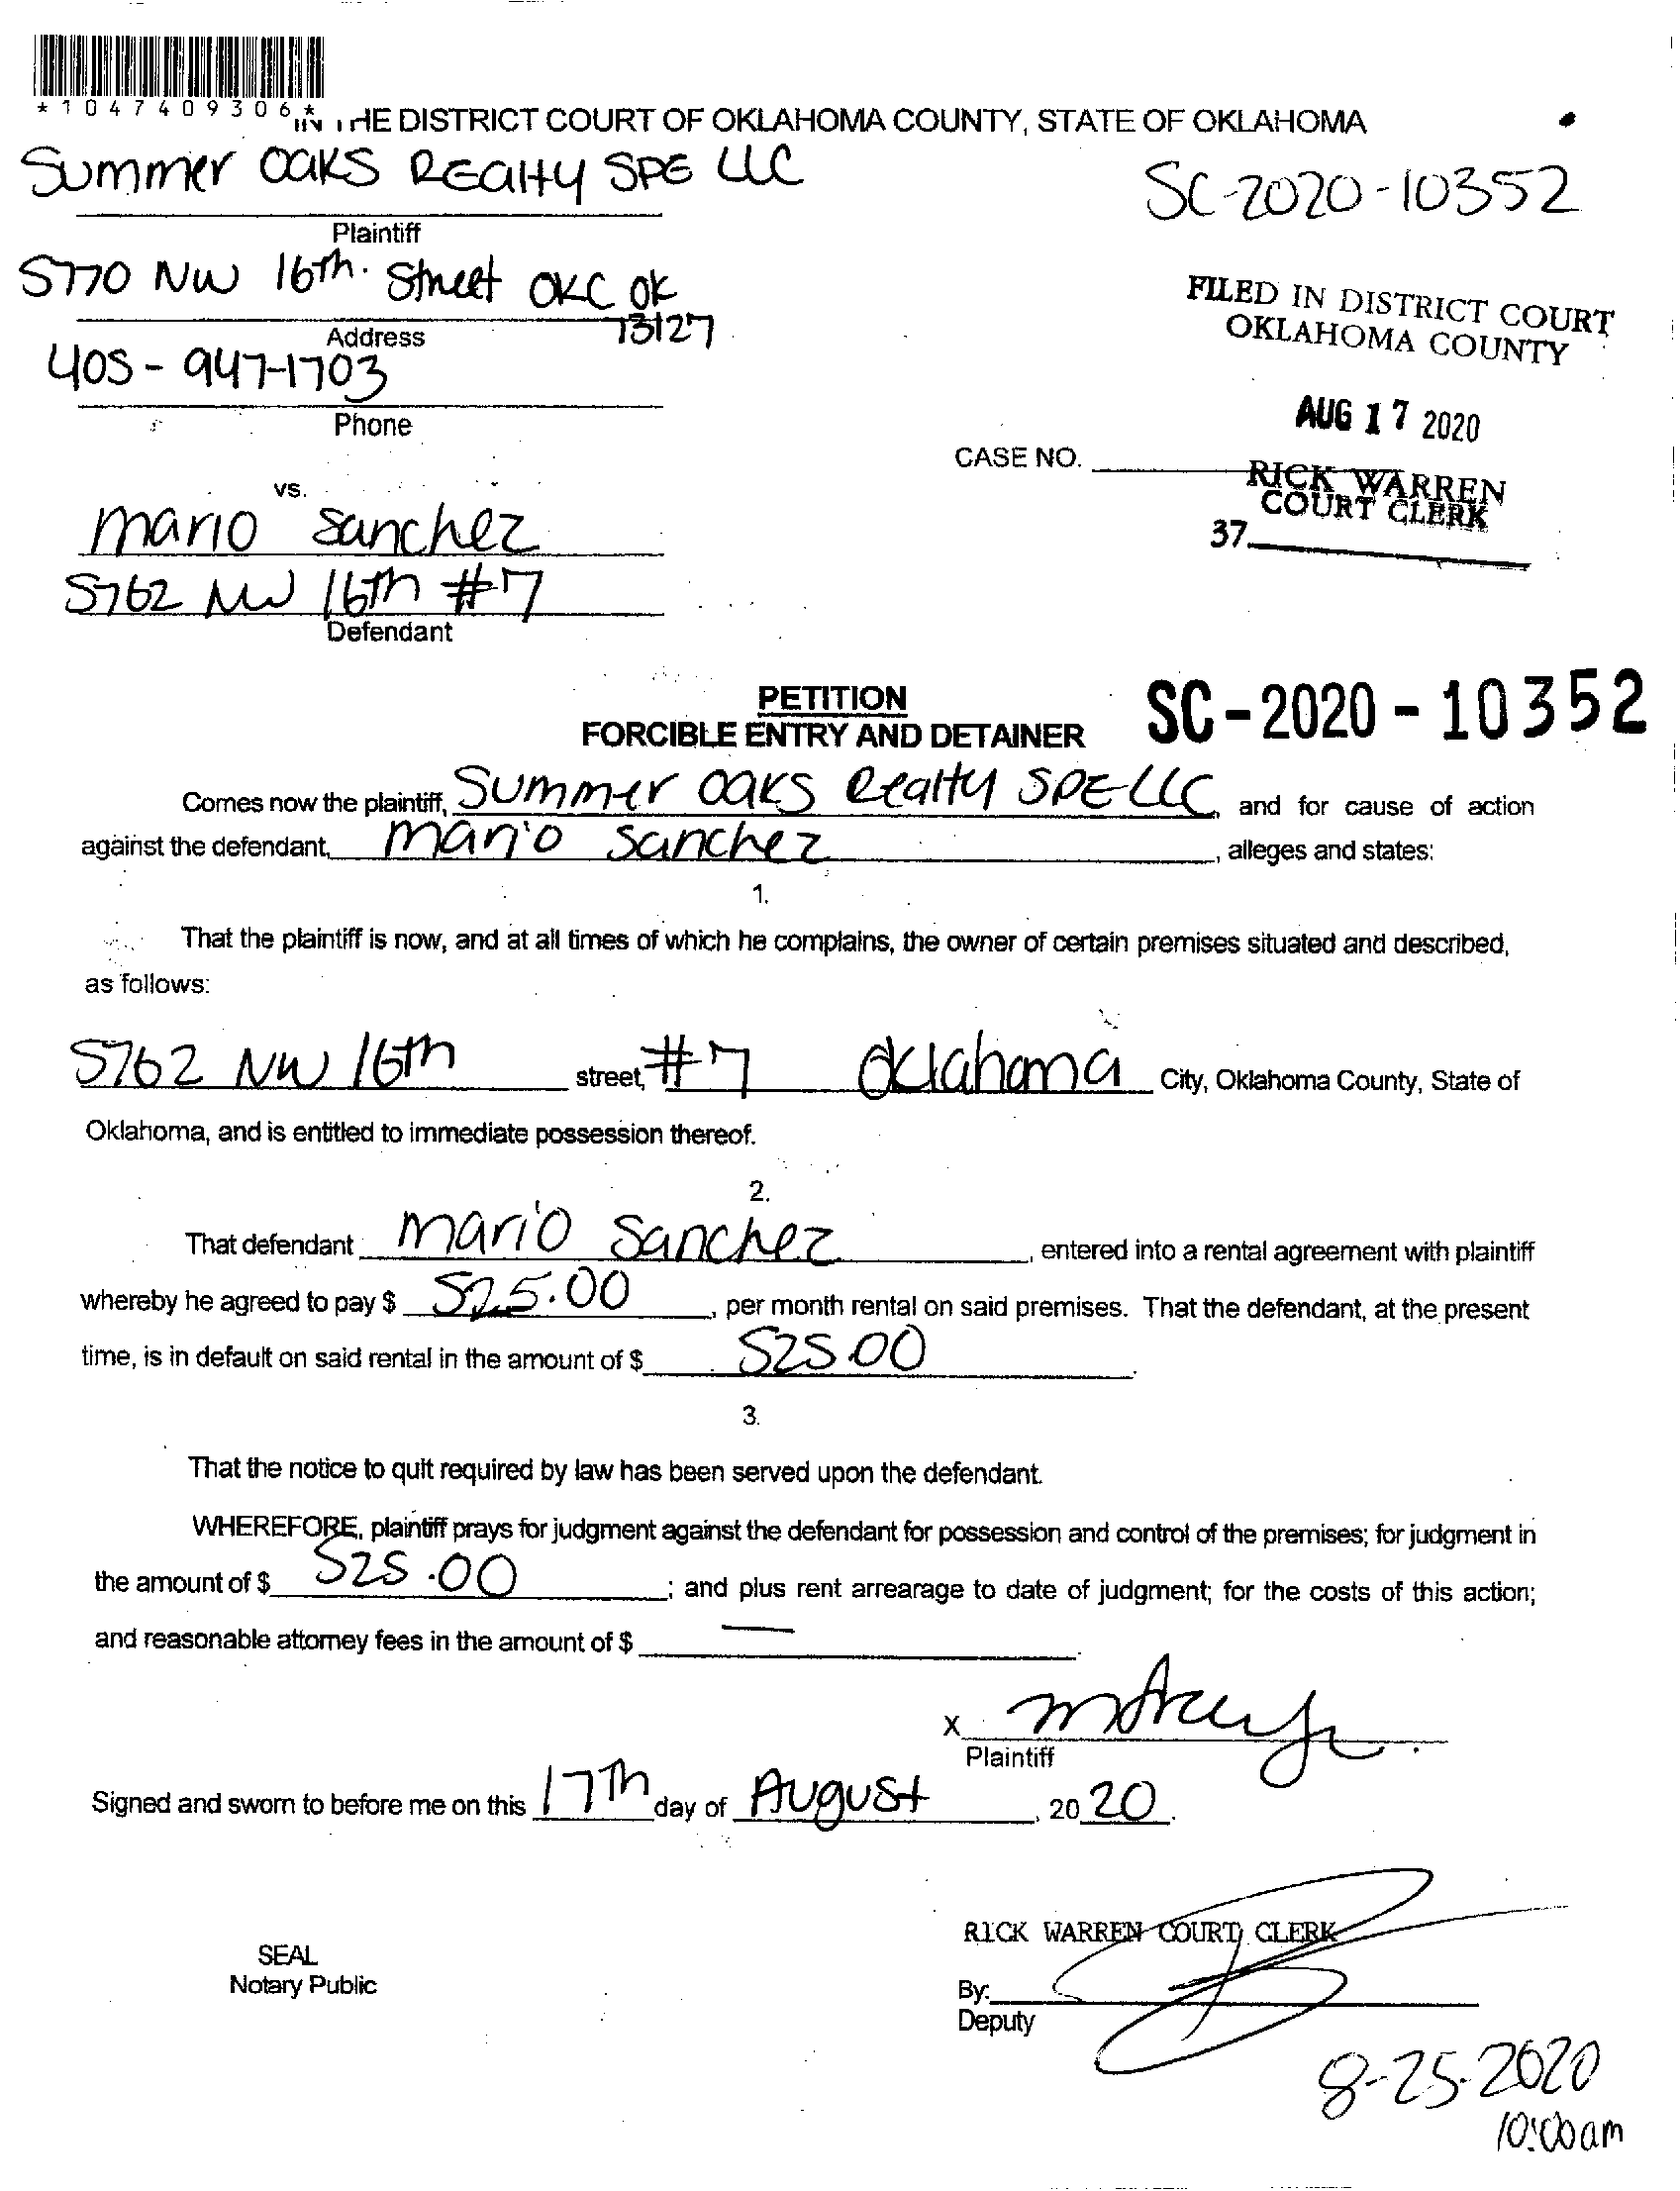 *1047409306*
IN THE DISTRICT COURT OF OKLAHOMA COUNTY, STATE OF OKLAHOMA
Summer Oaks Realty SPE LLC
SC-2020-10352
Plaintiff
5770 NW 16th. Street OKC OK
73127
Address
FILED IN DISTRICT COURT
OKLAHOMA COUNTY
405-947-1703
Phone
AUG 17 2020
CASE NO.
RICK WARREN
COURT CLERK
37
vs.
Mario Sanchez
5762 NW 16th #7
Defendant
PETITION
FORCIBLE ENTRY AND DETAINER
SC-2020-10352
Comes now the plaintiff, Summer Oaks Realty SPE LLC, and for cause of action
against the defendant, Mario Sanchez, alleges and states:
1.
That the plaintiff is now, and at all times of which he complains, the owner of certain premises situated and described,
as follows:
5762 NW 16th street, #7 Oklahoma City, Oklahoma County, State of
Oklahoma, and is entitled to immediate possession thereof.
2.
That defendant Mario Sanchez, entered into a rental agreement with plaintiff
whereby he agreed to pay $ 525.00, per month rental on said premises. That the defendant, at the present
time, is in default on said rental in the amount of $ 525.00.
3.
That the notice to quit required by law has been served upon the defendant.
WHEREFORE, plaintiff prays for judgment against the defendant for possession and control of the premises; for judgment in
the amount of $ 525.00; and plus rent arrearage to date of judgment; for the costs of this action;
and reasonable attorney fees in the amount of $ —.
X
Plaintiff
Signed and sworn to before me on this 17th day of August, 2020.
RICK WARREN COURT CLERK
SEAL
Notary Public
By:
Deputy
8-25-2020
10:00am